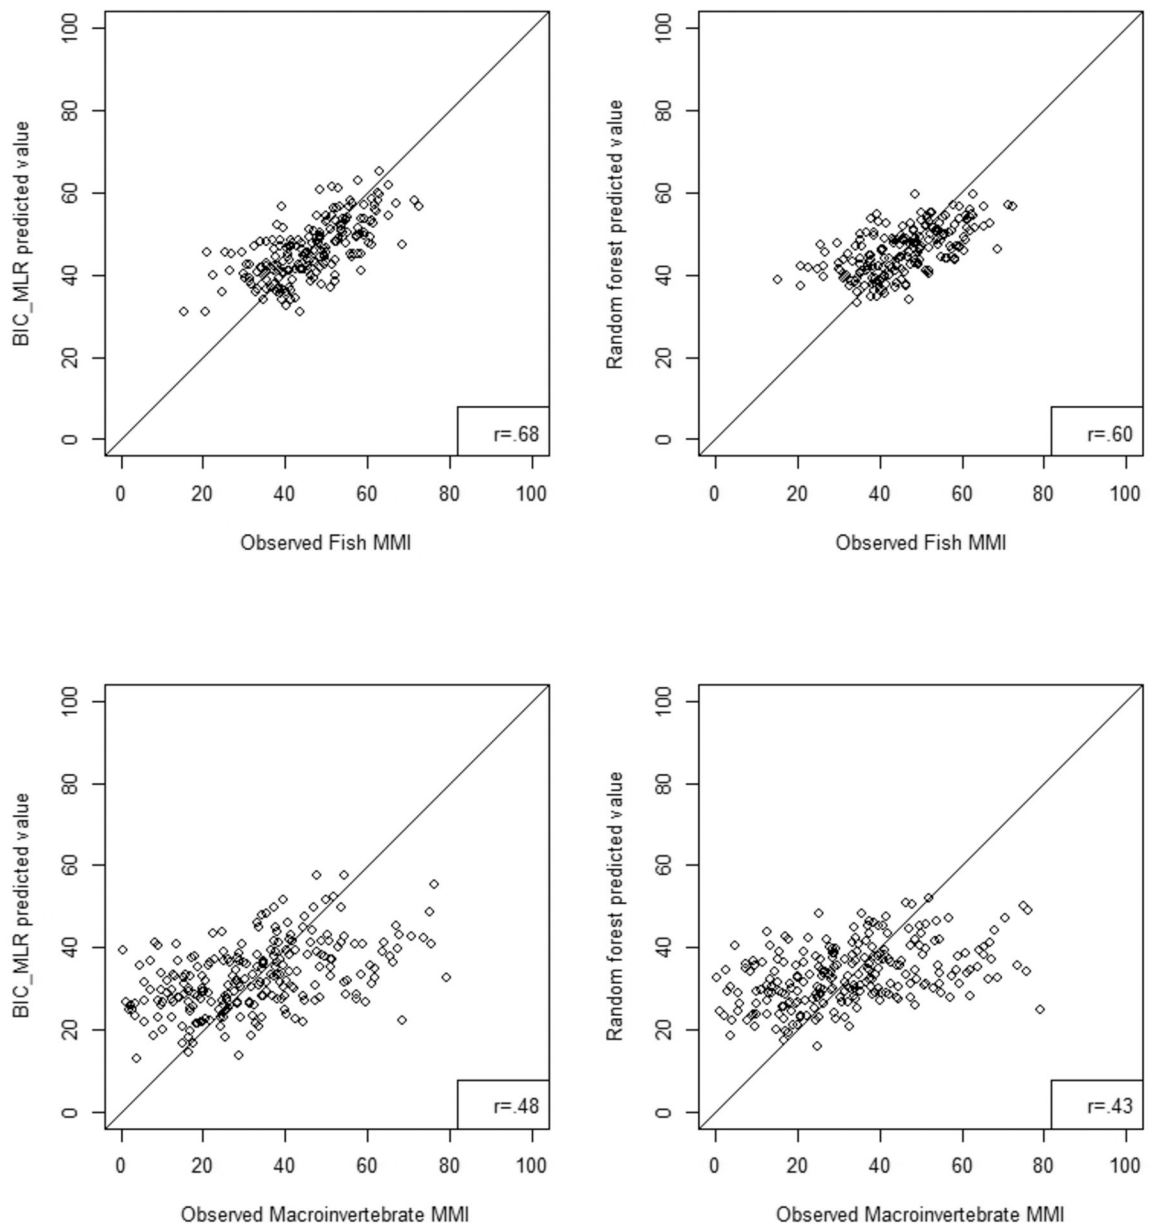 BIC_MLR predicted value
100
80
60
40
20
0
r=.68
0 20 40 60 80 100
Observed Fish MMI
Random forest predicted value
100
80
60
40
20
0
r=.60
0 20 40 60 80 100
Observed Fish MMI
BIC_MLR predicted value
100
80
60
40
20
0
r=.48
0 20 40 60 80 100
Observed Macroinvertebrate MMI
Random forest predicted value
100
80
60
40
20
0
r=.43
0 20 40 60 80 100
Observed Macroinvertebrate MMI